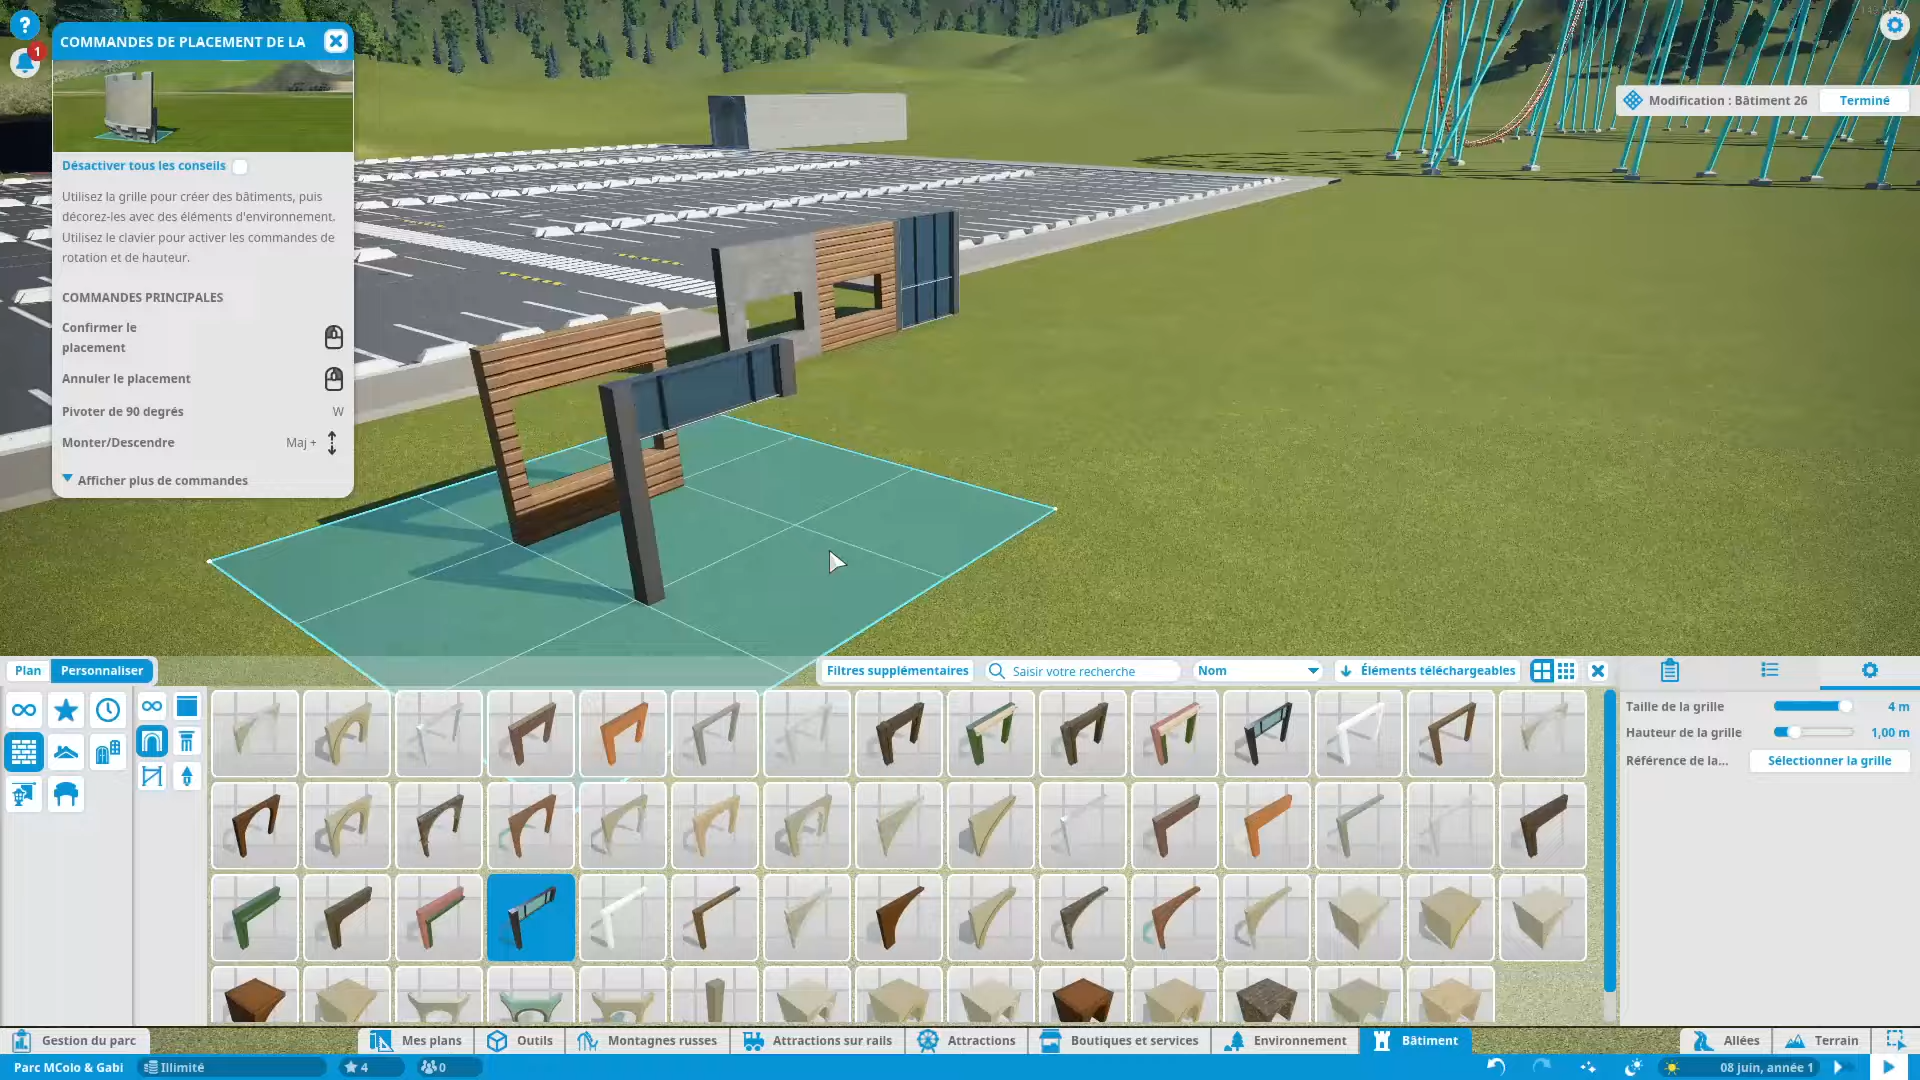 ?
1
COMMANDES DE PLACEMENT DE LA
Désactiver tous les conseils
Utilisez la grille pour créer des bâtiments, puis
décorez-les avec des éléments d'environnement.
Utilisez le clavier pour activer les commandes de
rotation et de hauteur.
COMMANDES PRINCIPALES
Confirmer le
placement
Annuler le placement
Pivoter de 90 degrés W
Monter/Descendre Maj +
Afficher plus de commandes
Modification : Bâtiment 26 Terminé
Plan Personnaliser
Filtres supplémentaires Saisir votre recherche Nom Éléments téléchargeables
Taille de la grille 4 m
Hauteur de la grille 1,00 m
Référence de la... Sélectionner la grille
Gestion du parc Mes plans Outils Montagnes russes Attractions sur rails Attractions Boutiques et services Environnement Bâtiment Allées Terrain
Parc MColo & Gabi Illimité 4 0 08 juin, année 1